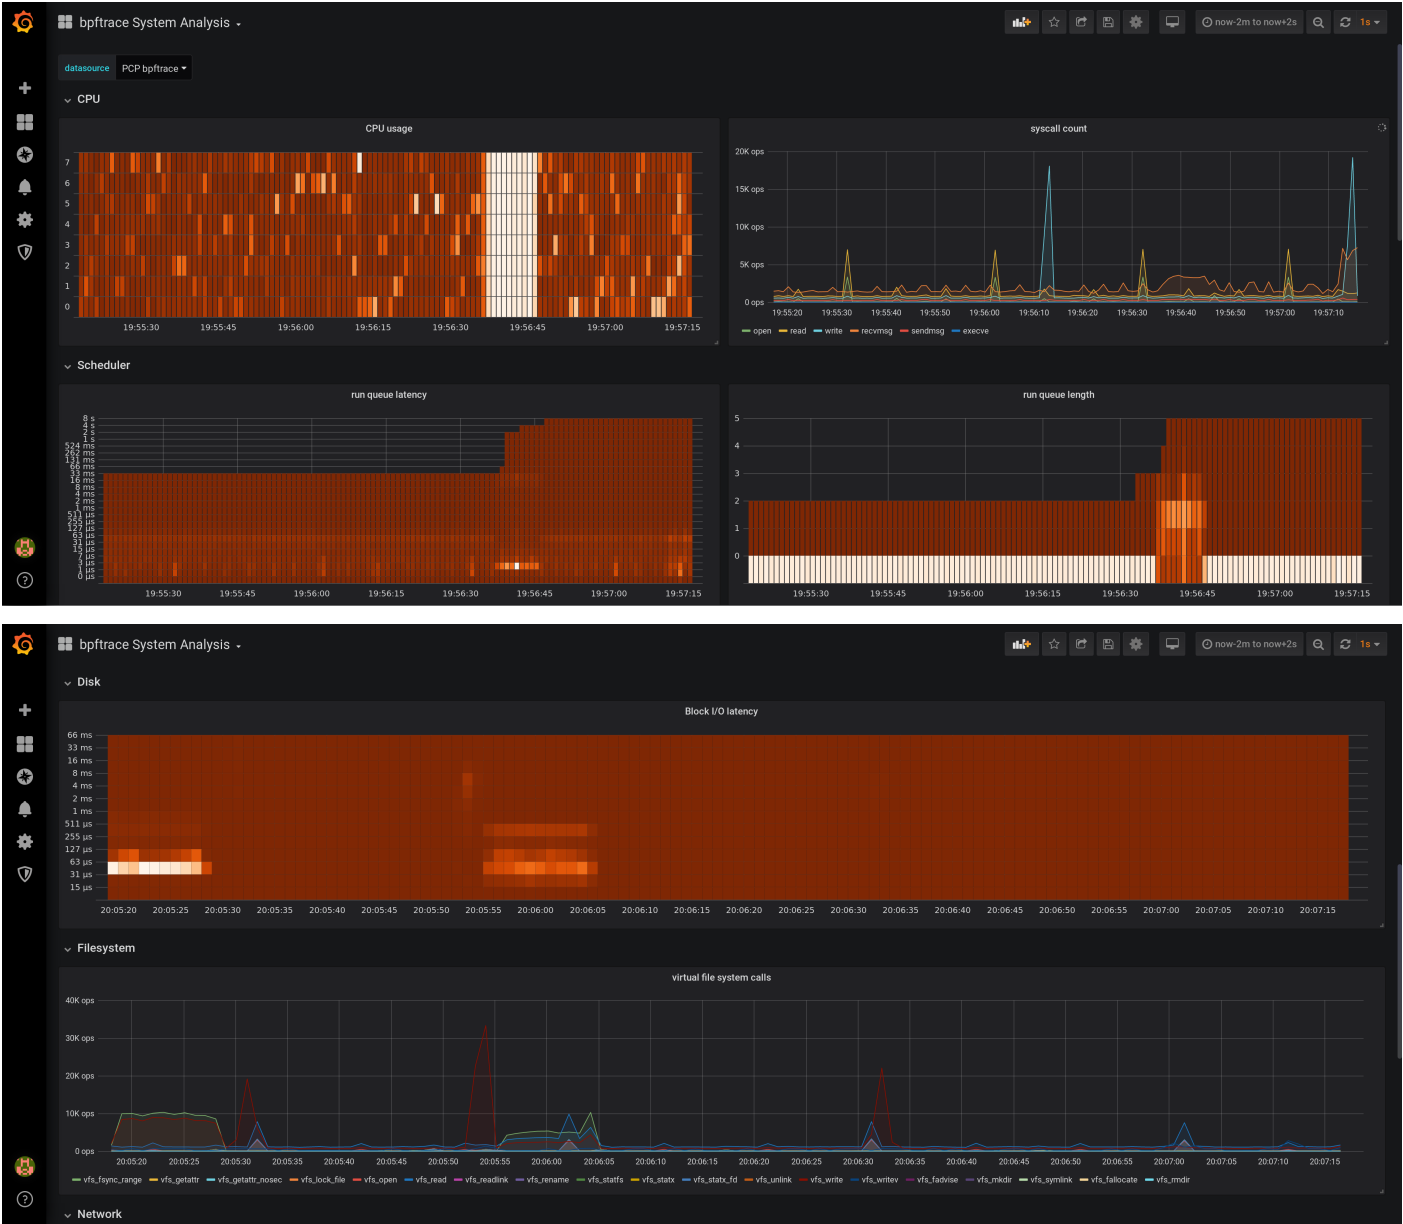 bpftrace System Analysis
now-2m to now+2s
1s
datasource PCP bpftrace
CPU
CPU usage
7
6
5
4
3
2
1
0
19:55:30 19:55:45 19:56:00 19:56:15 19:56:30 19:56:45 19:57:00 19:57:15
syscall count
20K ops
15K ops
10K ops
5K ops
0 ops
19:55:20 19:55:30 19:55:40 19:55:50 19:56:00 19:56:10 19:56:20 19:56:30 19:56:40 19:56:50 19:57:00 19:57:10
open read write recvmsg sendmsg execve
Scheduler
run queue latency
8 s
4 s
2 s
1 s
524 ms
262 ms
131 ms
66 ms
33 ms
16 ms
8 ms
4 ms
2 ms
1 ms
511 µs
255 µs
127 µs
63 µs
31 µs
15 µs
7 µs
3 µs
1 µs
0 µs
19:55:30 19:55:45 19:56:00 19:56:15 19:56:30 19:56:45 19:57:00 19:57:15
run queue length
5
4
3
2
1
0
19:55:30 19:55:45 19:56:00 19:56:15 19:56:30 19:56:45 19:57:00 19:57:15
bpftrace System Analysis
now-2m to now+2s
1s
Disk
Block I/O latency
66 ms
33 ms
16 ms
8 ms
4 ms
2 ms
1 ms
511 µs
255 µs
127 µs
63 µs
31 µs
15 µs
20:05:20 20:05:25 20:05:30 20:05:35 20:05:40 20:05:45 20:05:50 20:05:55 20:06:00 20:06:05 20:06:10 20:06:15 20:06:20 20:06:25 20:06:30 20:06:35 20:06:40 20:06:45 20:06:50 20:06:55 20:07:00 20:07:05 20:07:10 20:07:15
Filesystem
virtual file system calls
40K ops
30K ops
20K ops
10K ops
0 ops
20:05:20 20:05:25 20:05:30 20:05:35 20:05:40 20:05:45 20:05:50 20:05:55 20:06:00 20:06:05 20:06:10 20:06:15 20:06:20 20:06:25 20:06:30 20:06:35 20:06:40 20:06:45 20:06:50 20:06:55 20:07:00 20:07:05 20:07:10 20:07:15
vfs_fsync_range vfs_getattr vfs_getattr_nosec vfs_lock_file vfs_open vfs_read vfs_readlink vfs_rename vfs_statfs vfs_statx vfs_statx_fd vfs_unlink vfs_write vfs_writev vfs_fadvise vfs_mkdir vfs_symlink vfs_fallocate vfs_rmdir
Network